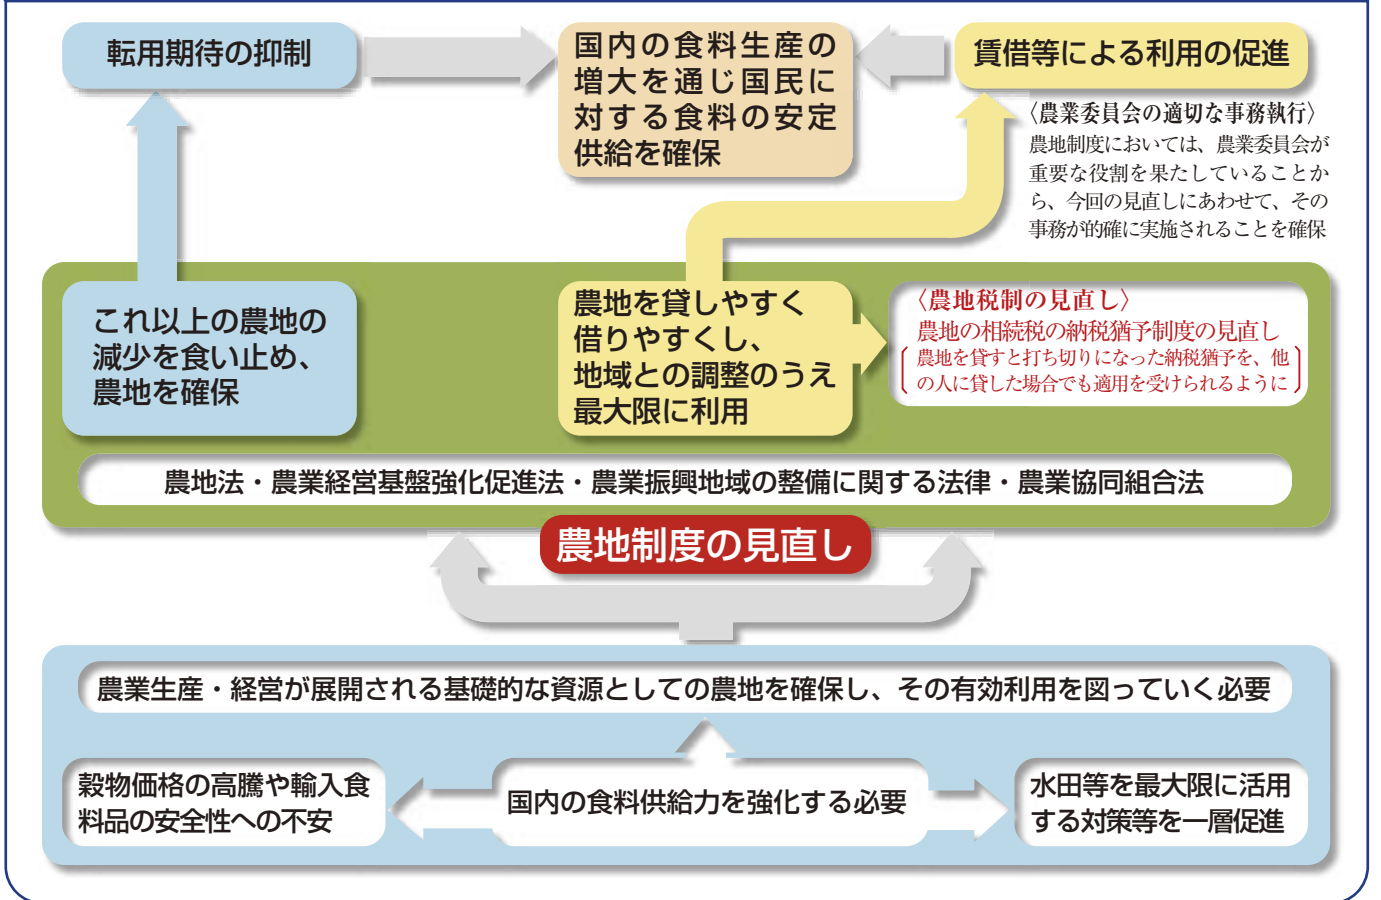 転用期待の抑制
国内の食料生産の
増大を通じ国民に
対する食料の安定
供給を確保
賃借等による利用の促進
〈農業委員会の適切な事務執行〉
農地制度においては、農業委員会が
重要な役割を果たしていることか
ら、今回の見直しにあわせて、その
事務が的確に実施されることを確保
これ以上の農地の
減少を食い止め、
農地を確保
農地を貸しやすく
借りやすくし、
地域との調整のうえ
最大限に利用
〈農地税制の見直し〉
農地の相続税の納税猶予制度の見直し
農地を貸すと打ち切りになった納税猶予を、他
の人に貸した場合でも適用を受けられるように
農地法・農業経営基盤強化促進法・農業振興地域の整備に関する法律・農業協同組合法
農地制度の見直し
農業生産・経営が展開される基礎的な資源としての農地を確保し、その有効利用を図っていく必要
穀物価格の高騰や輸入食
料品の安全性への不安
国内の食料供給力を強化する必要
水田等を最大限に活用
する対策等を一層促進